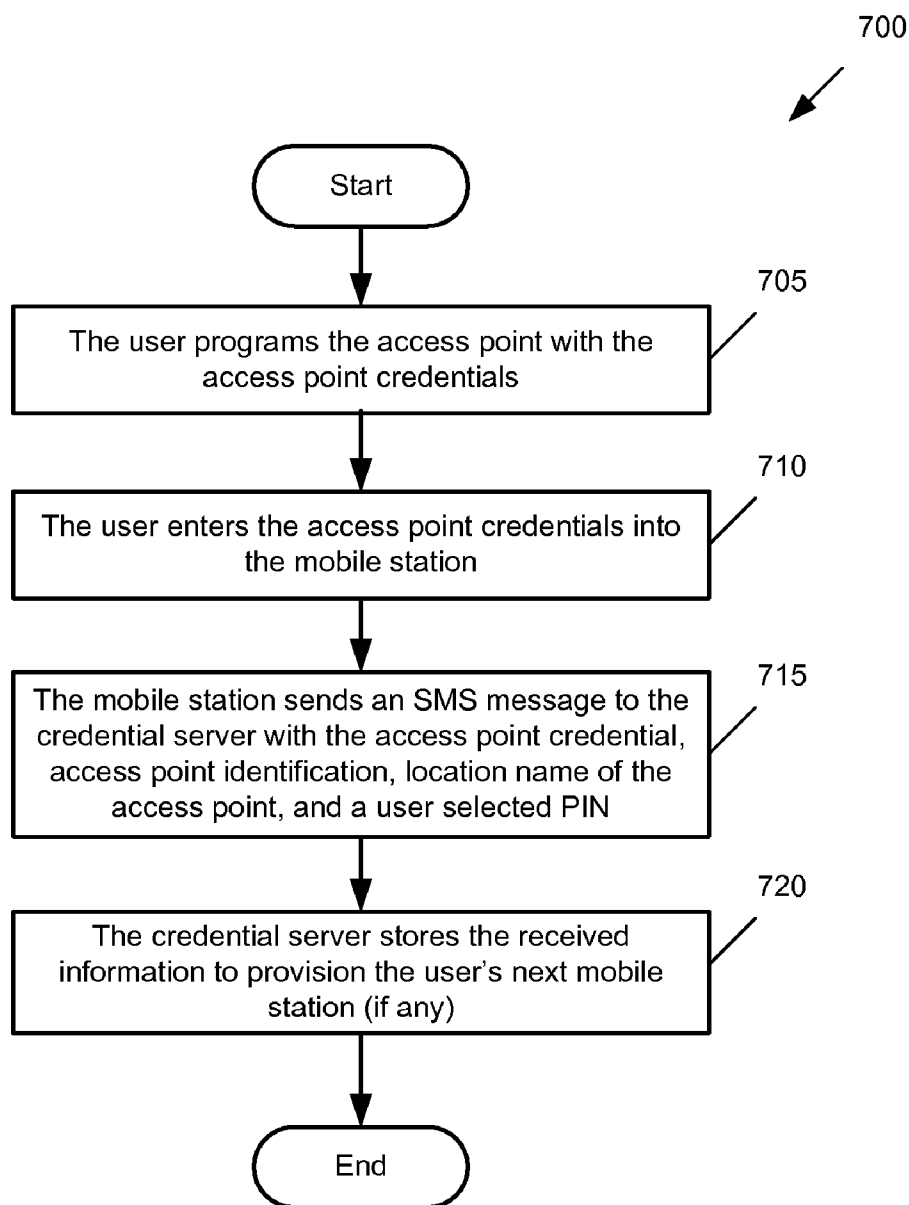 700
Start
705
The user programs the access point with the
access point credentials
710
The user enters the access point credentials into
the mobile station
715
The mobile station sends an SMS message to the
credential server with the access point credential,
access point identification, location name of the
access point, and a user selected PIN
720
The credential server stores the received
information to provision the user's next mobile
station (if any)
End